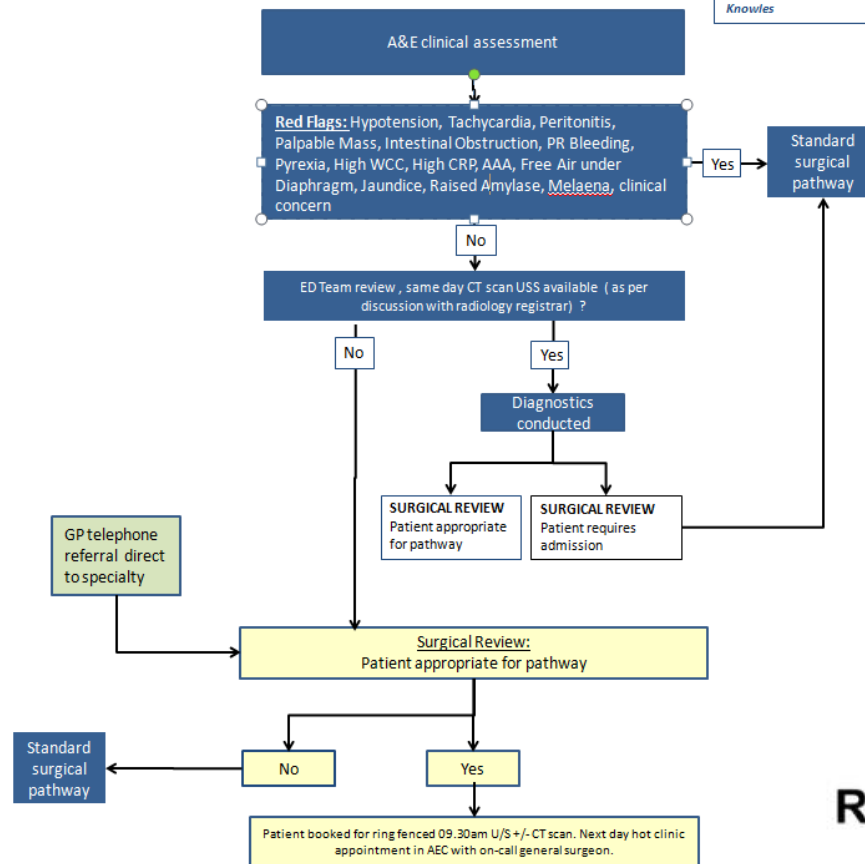 Knowles
A&E clinical assessment
Red Flags: Hypotension, Tachycardia, Peritonitis,
Palpable Mass, Intestinal Obstruction, PR Bleeding,
Pyrexia, High WCC, High CRP, AAA, Free Air under
Diaphragm, Jaundice, Raised Amylase, Melaena, clinical
concern
Yes
Standard
surgical
pathway
No
ED Team review , same day CT scan USS available ( as per
discussion with radiology registrar) ?
No
Yes
Diagnostics
conducted
SURGICAL REVIEW
Patient appropriate
for pathway
SURGICAL REVIEW
Patient requires
admission
GP telephone
referral direct
to specialty
Surgical Review:
Patient appropriate for pathway
Standard
surgical
pathway
No
Yes
R
Patient booked for ring fenced 09.30am U/S +/- CT scan. Next day hot clinic
appointment in AEC with on-call general surgeon.